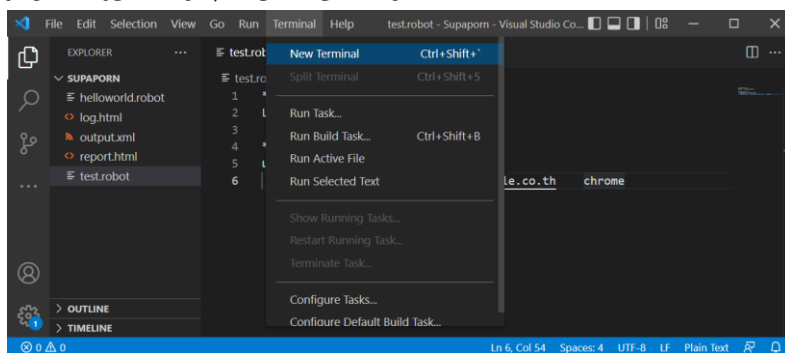 File Edit Selection View Go Run Terminal Help test.robot - Supaporn - Visual Studio Co...
EXPLORER
SUPAPORN
helloworld.robot
log.html
output.xml
report.html
test.robot
OUTLINE
TIMELINE
test.rob
test.ro
1 *
2 L
3
4 *
5
6 le.co.th chrome
New Terminal Ctrl+Shift+`
Split Terminal Ctrl+Shift+5
Run Task...
Run Build Task... Ctrl+Shift+B
Run Active File
Run Selected Text
Show Running Tasks...
Restart Running Task...
Terminate Task...
Configure Tasks...
Configure Default Build Task...
1
0 0 Ln 6, Col 54 Spaces: 4 UTF-8 LF Plain Text